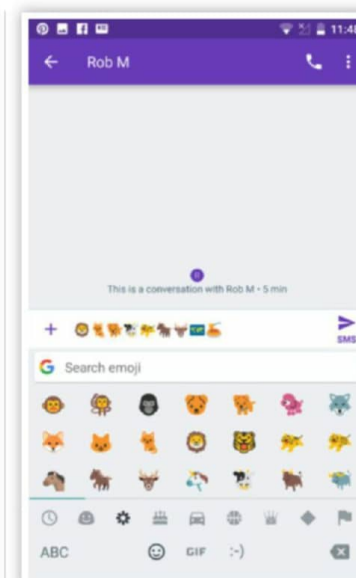 11:48
Rob M
This is a conversation with Rob M • 5 min
SMS
G Search emoji
ABC GIF :-)